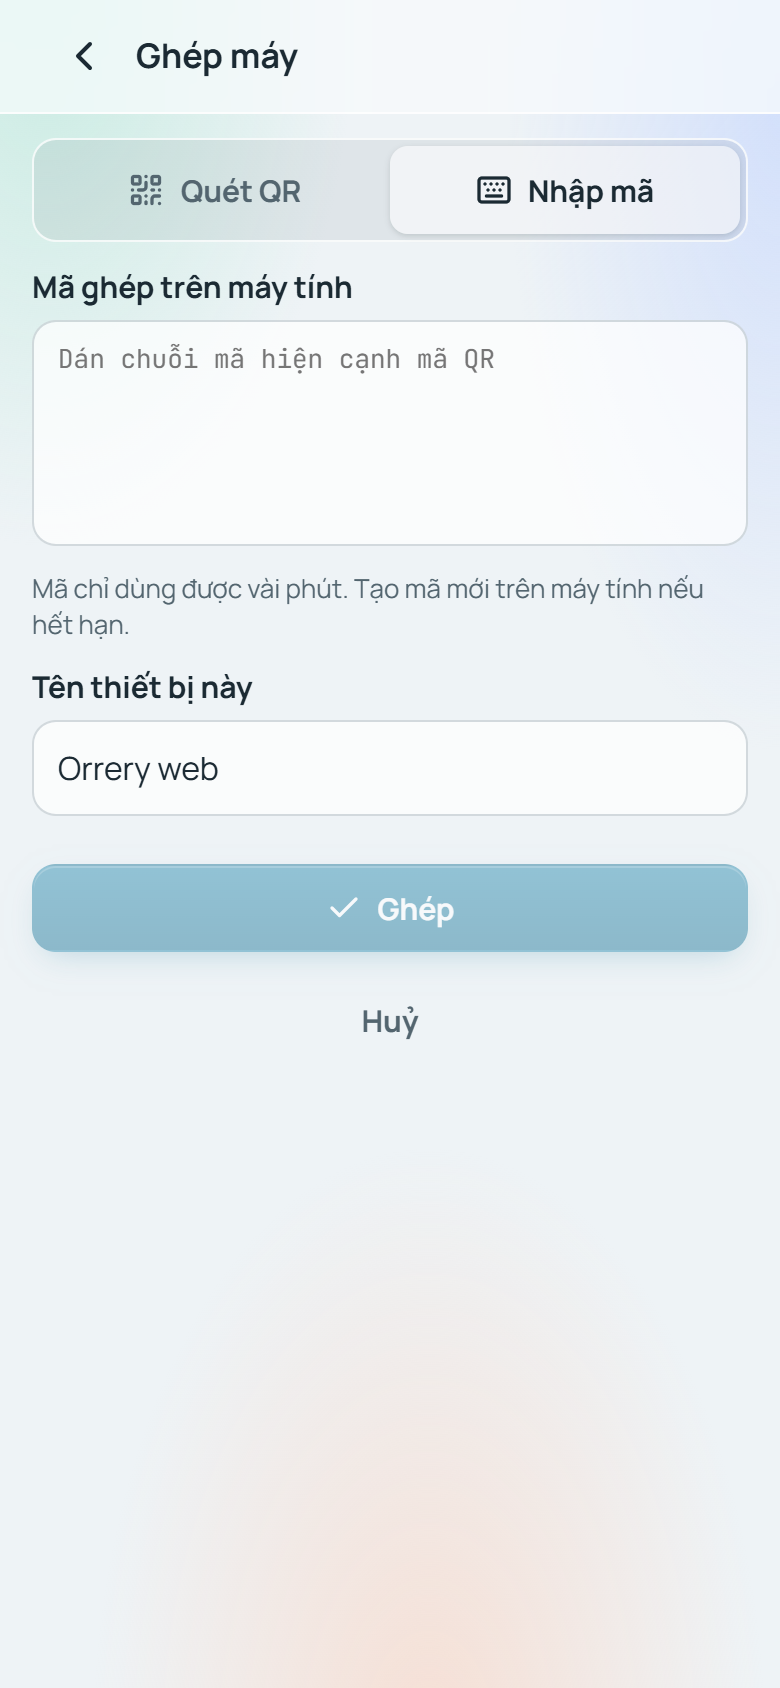 Ghép máy
Quét QR
Nhập mã
Mã ghép trên máy tính
Dán chuỗi mã hiện cạnh mã QR
Mã chỉ dùng được vài phút. Tạo mã mới trên máy tính nếu
hết hạn.
Tên thiết bị này
Orrery web
Ghép
Huỷ